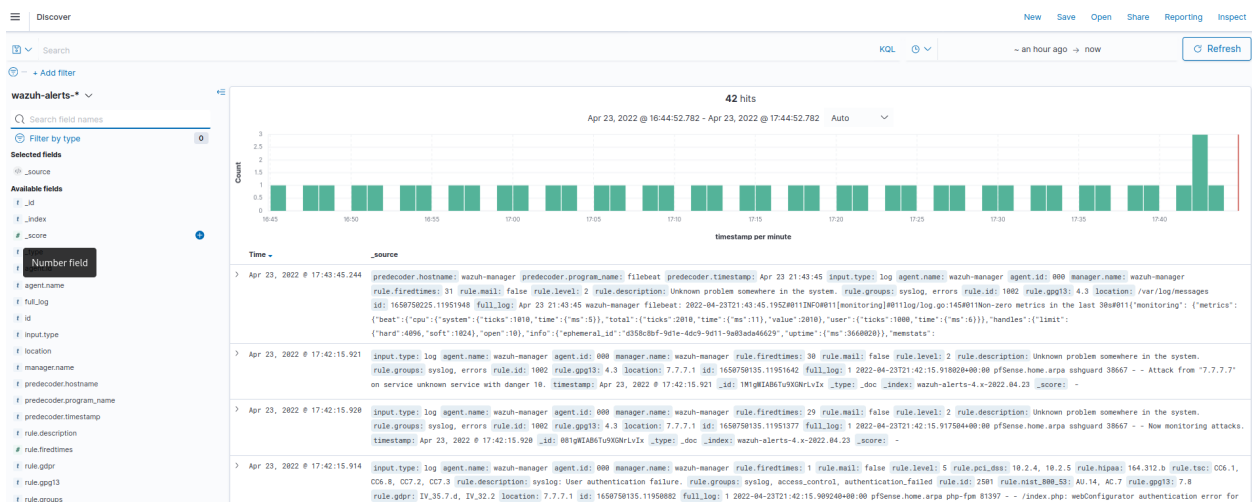 Discover
New Save Open Share Reporting Inspect
Search
KQL
~ an hour ago → now
Refresh
+ Add filter
wazuh-alerts-*
Search field names
Filter by type 0
Selected fields
_source
Available fields
t _id
t _index
# _score
Number field
t agent.name
t full_log
t id
t input.type
t location
t manager.name
t predecoder.hostname
t predecoder.program_name
t predecoder.timestamp
t rule.description
# rule.firedtimes
t rule.gdpr
t rule.gpg13
t rule.groups
42 hits
Apr 23, 2022 @ 16:44:52.782 - Apr 23, 2022 @ 17:44:52.782 Auto
Count
3
2.5
2
1.5
1
0.5
0
16:45 16:50 16:55 17:00 17:05 17:10 17:15 17:20 17:25 17:30 17:35 17:40
timestamp per minute
Time _source
Apr 23, 2022 @ 17:43:45.244 predecoder.hostname: wazuh-manager predecoder.program_name: filebeat predecoder.timestamp: Apr 23 21:43:45 input.type: log agent.name: wazuh-manager agent.id: 000 manager.name: wazuh-manager
rule.firedtimes: 31 rule.mail: false rule.level: 2 rule.description: Unknown problem somewhere in the system. rule.groups: syslog, errors rule.id: 1002 rule.gpg13: 4.3 location: /var/log/messages
id: 1650750225.11951948 full_log: Apr 23 21:43:45 wazuh-manager filebeat: 2022-04-23T21:43:45.195Z#011INFO#011[monitoring]#011log/log.go:145#011Non-zero metrics in the last 30s#011{"monitoring": {"metrics":
{"beat":{"cpu":{"system":{"ticks":1010,"time":{"ms":5}},"total":{"ticks":2010,"time":{"ms":11},"value":2010},"user":{"ticks":1000,"time":{"ms":6}}},"handles":{"limit":
{"hard":4096,"soft":1024},"open":10},"info":{"ephemeral_id":"d358c8bf-9d1e-4dc9-9d11-9a03ada46629","uptime":{"ms":3660020}},"memstats":
Apr 23, 2022 @ 17:42:15.921 input.type: log agent.name: wazuh-manager agent.id: 000 manager.name: wazuh-manager rule.firedtimes: 30 rule.mail: false rule.level: 2 rule.description: Unknown problem somewhere in the system.
rule.groups: syslog, errors rule.id: 1002 rule.gpg13: 4.3 location: 7.7.7.1 id: 1650750135.11951642 full_log: 1 2022-04-23T21:42:15.918020+00:00 pfSense.home.arpa sshguard 38667 - - Attack from "7.7.7.7"
on service unknown service with danger 10. timestamp: Apr 23, 2022 @ 17:42:15.921 _id: 1M1gWIAB6Tu9XGNrLvIx _type: _doc _index: wazuh-alerts-4.x-2022.04.23 _score: -
Apr 23, 2022 @ 17:42:15.920 input.type: log agent.name: wazuh-manager agent.id: 000 manager.name: wazuh-manager rule.firedtimes: 29 rule.mail: false rule.level: 2 rule.description: Unknown problem somewhere in the system.
rule.groups: syslog, errors rule.id: 1002 rule.gpg13: 4.3 location: 7.7.7.1 id: 1650750135.11951377 full_log: 1 2022-04-23T21:42:15.917504+00:00 pfSense.home.arpa sshguard 38667 - - Now monitoring attacks.
timestamp: Apr 23, 2022 @ 17:42:15.920 _id: 081gWIAB6Tu9XGNrLvIx _type: _doc _index: wazuh-alerts-4.x-2022.04.23 _score: -
Apr 23, 2022 @ 17:42:15.914 input.type: log agent.name: wazuh-manager agent.id: 000 manager.name: wazuh-manager rule.firedtimes: 1 rule.mail: false rule.level: 5 rule.pci_dss: 10.2.4, 10.2.5 rule.hipaa: 164.312.b rule.tsc: CC6.1,
CC6.8, CC7.2, CC7.3 rule.description: syslog: User authentication failure. rule.groups: syslog, access_control, authentication_failed rule.id: 2501 rule.nist_800_53: AU.14, AC.7 rule.gpg13: 7.8
rule.gdpr: IV_35.7.d, IV_32.2 location: 7.7.7.1 id: 1650750135.11950882 full_log: 1 2022-04-23T21:42:15.909240+00:00 pfSense.home.arpa php-fpm 81397 - - /index.php: webConfigurator authentication error for